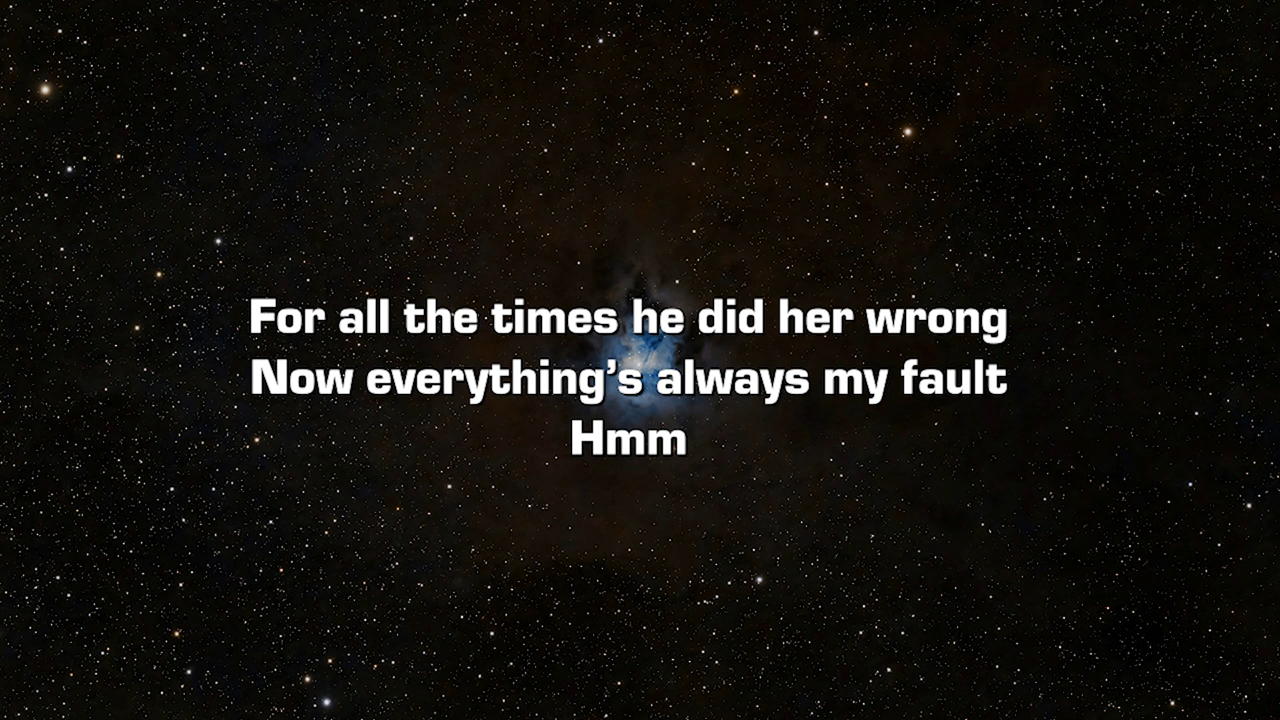 For all the times he did her wrong
Now everything’s always my fault
Hmm